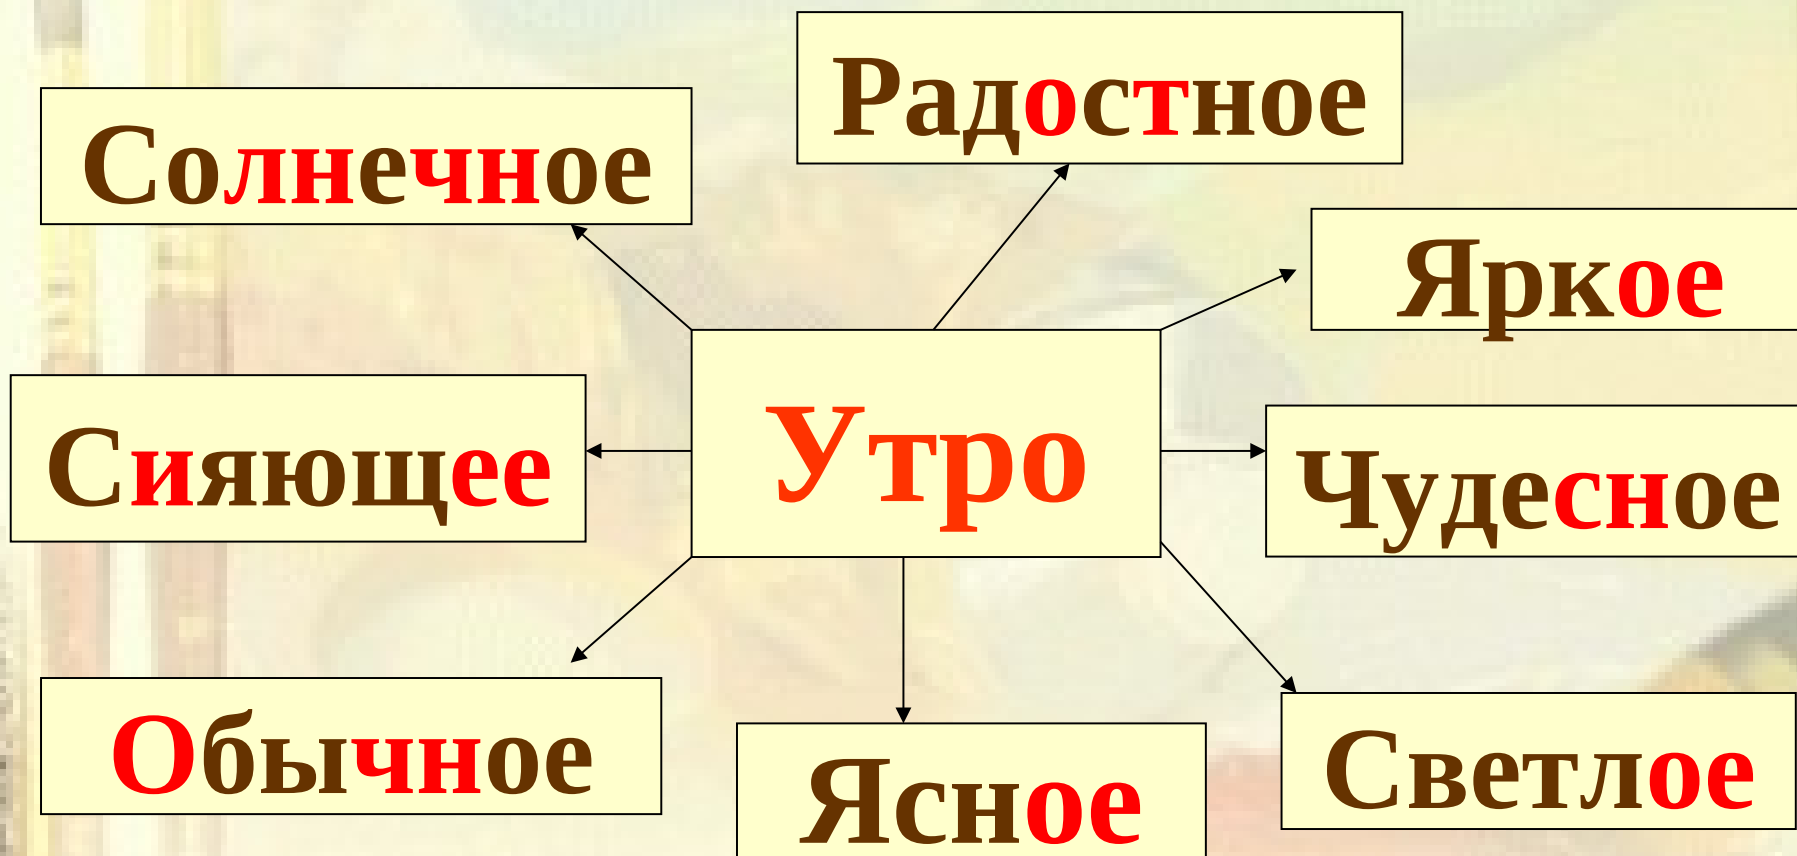 Радостное
Солнечное
Яркое
Утро
Сияющее
Чудесное
Обычное
Ясное
Светлое